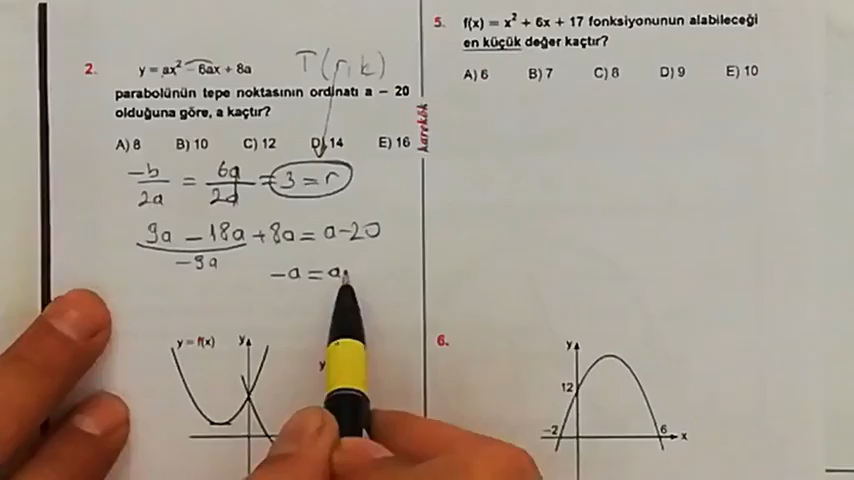 2.
y = ax² − 6ax + 8a
T(r, k)
parabolünün tepe noktasının ordinatı a − 20
olduğuna göre, a kaçtır?
A) 8 B) 10 C) 12 D) 14 E) 16
-b/2a = 6a/2a = 3 = r
9a - 18a + 8a = a - 20
-9a
-a = a
y = f(x)
y
y
karekök
5. f(x) = x² + 6x + 17 fonksiyonunun alabileceği
en küçük değer kaçtır?
A) 6 B) 7 C) 8 D) 9 E) 10
6.
y
12
−2
6
x